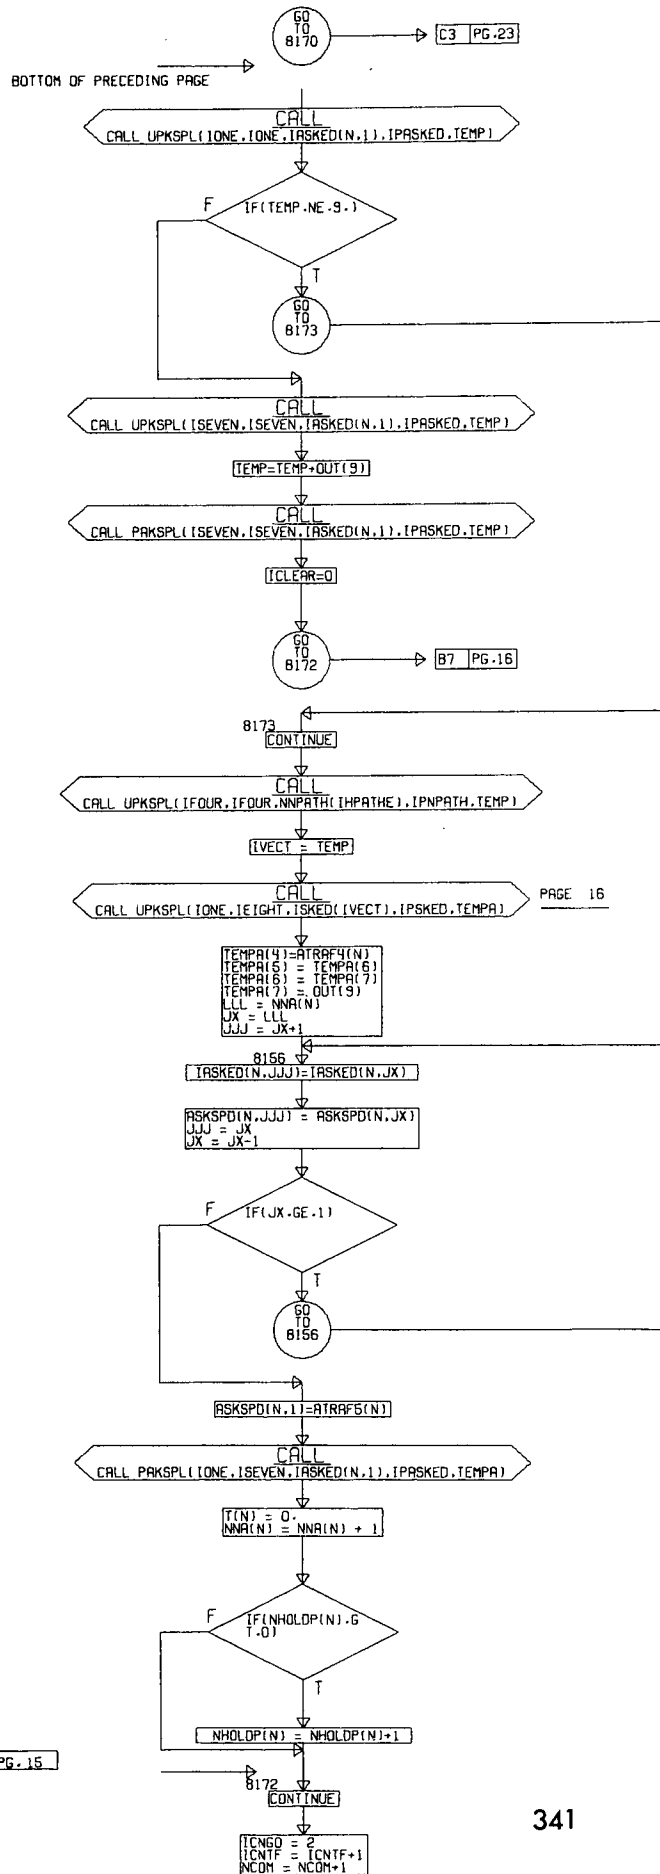 GO
TO
8170
C3 PG.23
BOTTOM OF PRECEDING PAGE
CALL
CALL UPKSPL(IONE,IONE,IASKED(N,1),IPASKED,TEMP)
F
IF(TEMP.NE.9.)
T
GO
TO
8173
CALL
CALL UPKSPL(ISEVEN,ISEVEN,IASKED(N,1),IPASKED,TEMP)
TEMP=TEMP+OUT(9)
CALL
CALL PAKSPL(ISEVEN,ISEVEN,IASKED(N,1),IPASKED,TEMP)
ICLEAR=0
GO
TO
8172
B7 PG.16
8173
CONTINUE
CALL
CALL UPKSPL(IFOUR,IFOUR,NNPATH(IHPATHE),IPNPATH,TEMP)
IVECT = TEMP
CALL
CALL UPKSPL(IONE,IEIGHT,ISKED(IVECT),IPSKED,TEMPA)
PAGE 16
TEMPA(4)=ATRAF4(N)
TEMPA(5) = TEMPA(6)
TEMPA(6) = TEMPA(7)
TEMPA(7) = OUT(9)
LLL = NNA(N)
JX = LLL
JJJ = JX+1
8156
IASKED(N,JJJ)=IASKED(N,JX)
ASKSPD(N,JJJ) = ASKSPD(N,JX)
JJJ = JX
JX = JX-1
F
IF(JX.GE.1)
T
GO
TO
8156
ASKSPD(N,1)=ATRAF5(N)
CALL
CALL PAKSPL(IONE,ISEVEN,IASKED(N,1),IPASKED,TEMPA)
T(N) = 0.
NNA(N) = NNA(N) + 1
F
IF(NHOLDP(N).G
T.0)
T
NHOLDP(N) = NHOLDP(N)+1
PG.15
8172
CONTINUE
341
ICNGO = 2
ICNTF = ICNTF+1
NCOM = NCOM+1